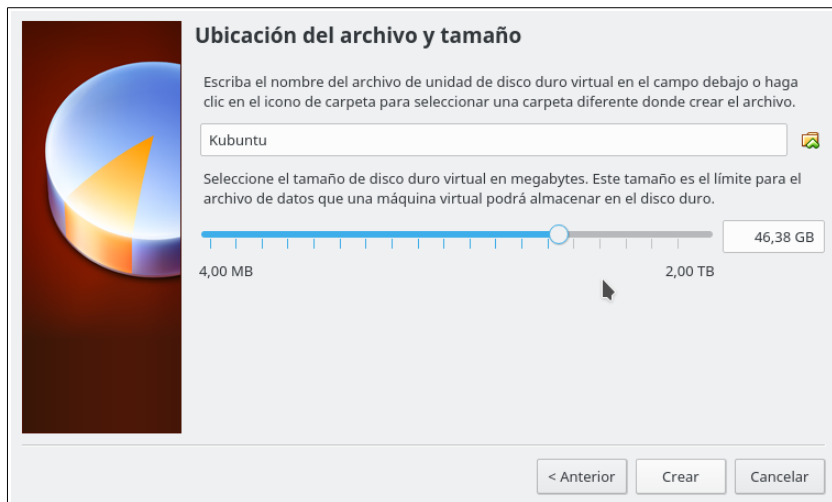 Ubicación del archivo y tamaño
Escriba el nombre del archivo de unidad de disco duro virtual en el campo debajo o haga
clic en el icono de carpeta para seleccionar una carpeta diferente donde crear el archivo.
Kubuntu
Seleccione el tamaño de disco duro virtual en megabytes. Este tamaño es el límite para el
archivo de datos que una máquina virtual podrá almacenar en el disco duro.
46,38 GB
4,00 MB 2,00 TB
< Anterior Crear Cancelar